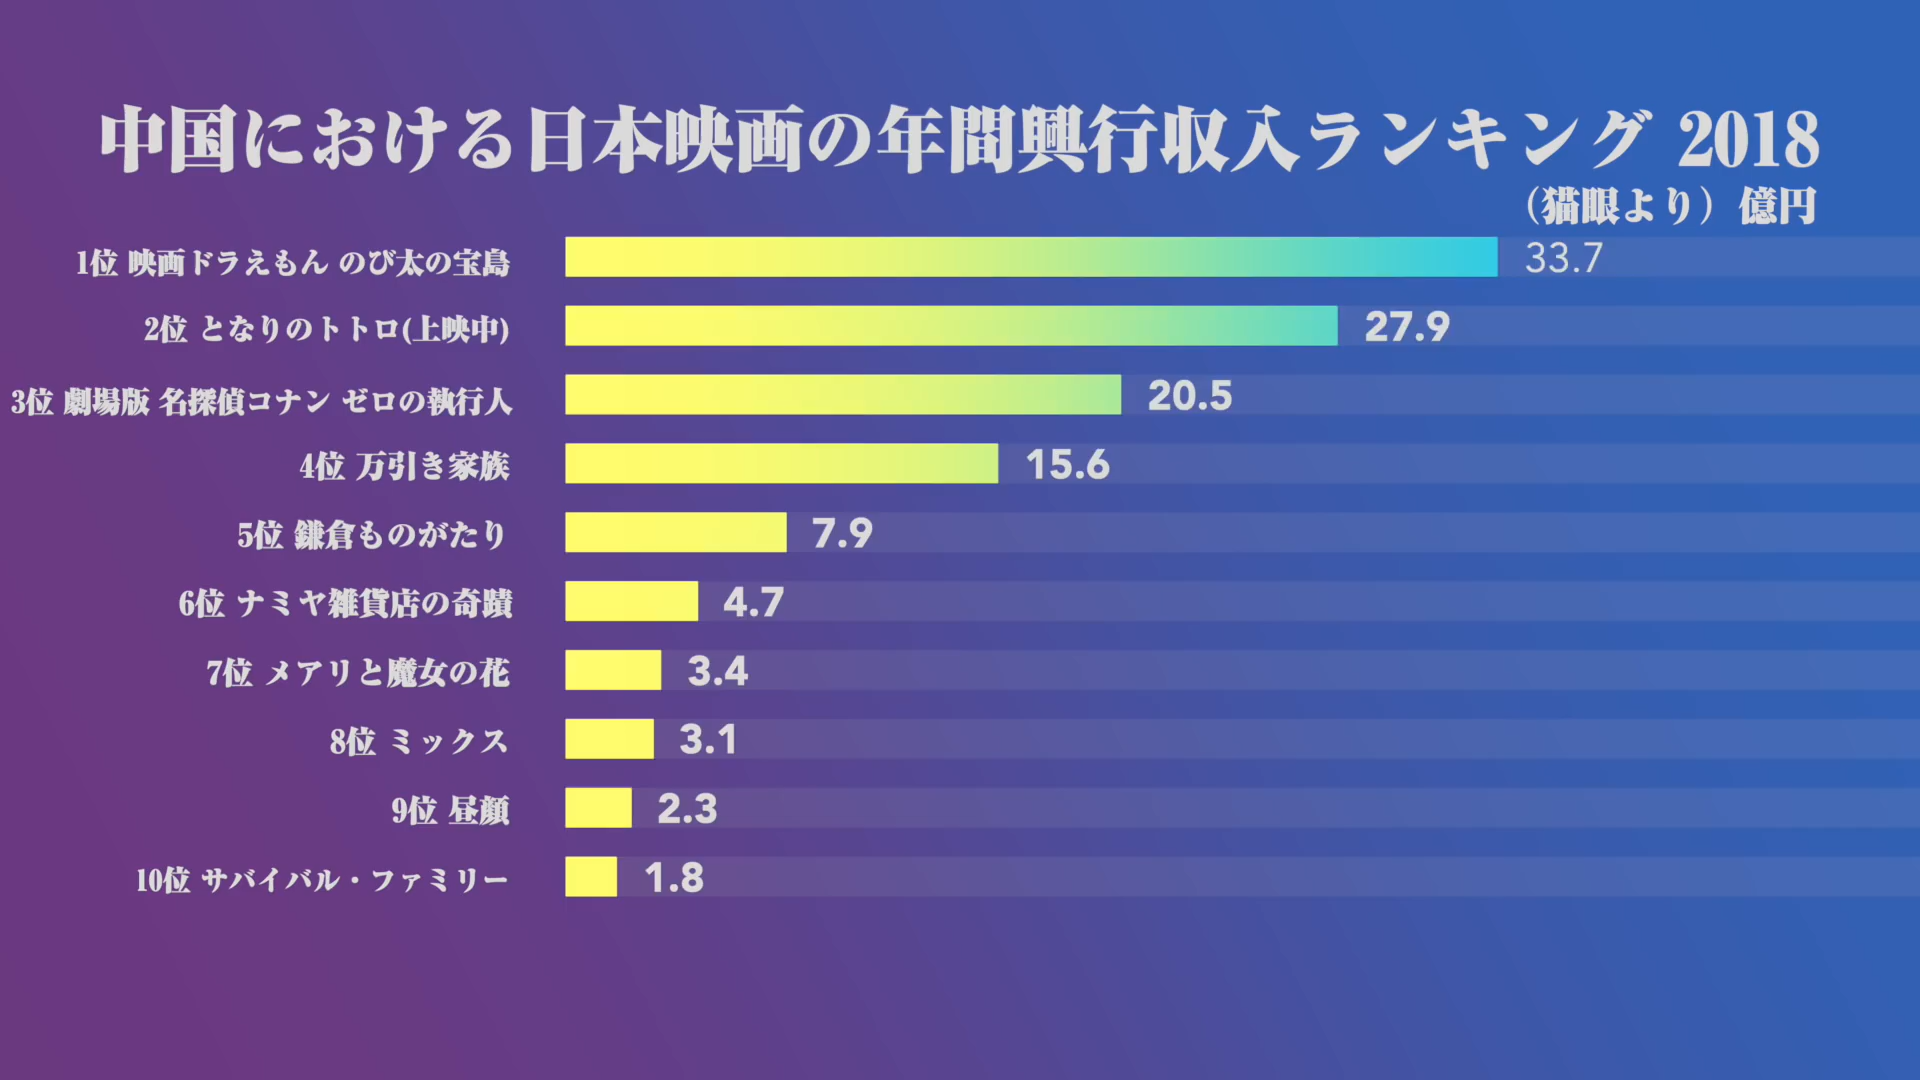 中国における日本映画の年間興行収入ランキング 2018
（猫眼より）億円
1位 映画ドラえもん のび太の宝島 33.7
2位 となりのトトロ(上映中) 27.9
3位 劇場版 名探偵コナン ゼロの執行人 20.5
4位 万引き家族 15.6
5位 鎌倉ものがたり 7.9
6位 ナミヤ雑貨店の奇蹟 4.7
7位 メアリと魔女の花 3.4
8位 ミックス 3.1
9位 昼顔 2.3
10位 サバイバル・ファミリー 1.8